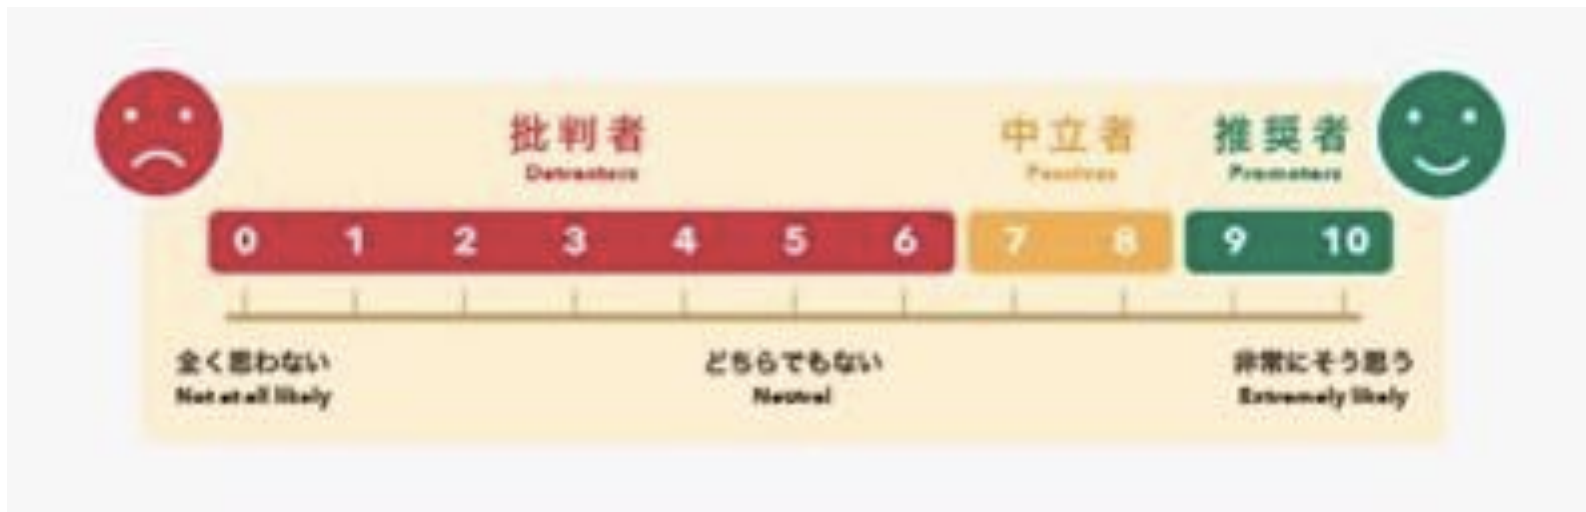 批判者
Detractors
中立者
Passives
推奨者
Promoters
0 1 2 3 4 5 6 7 8 9 10
全く思わない
Not at all likely
どちらでもない
Neutral
非常にそう思う
Extremely likely